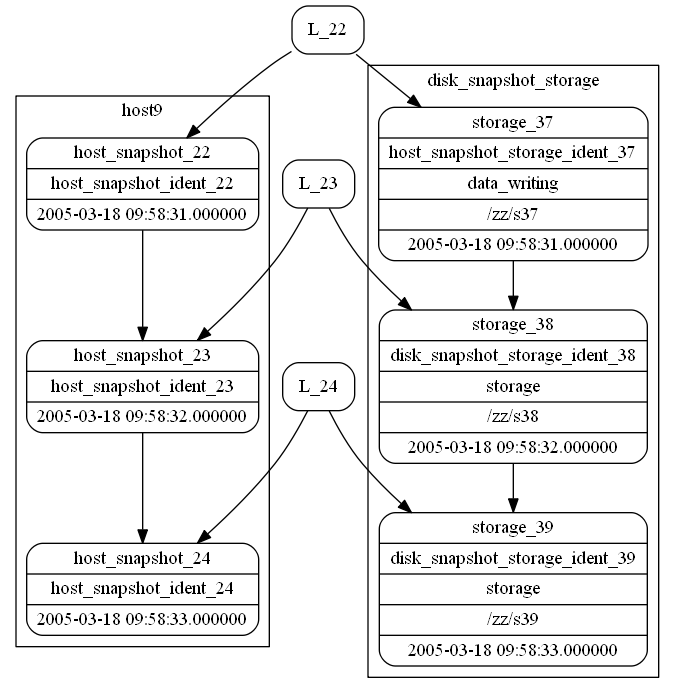 L_22
host9
host_snapshot_22
host_snapshot_ident_22
2005-03-18 09:58:31.000000
disk_snapshot_storage
storage_37
host_snapshot_storage_ident_37
data_writing
/zz/s37
2005-03-18 09:58:31.000000
L_23
host_snapshot_23
host_snapshot_ident_23
2005-03-18 09:58:32.000000
storage_38
disk_snapshot_storage_ident_38
storage
/zz/s38
2005-03-18 09:58:32.000000
L_24
host_snapshot_24
host_snapshot_ident_24
2005-03-18 09:58:33.000000
storage_39
disk_snapshot_storage_ident_39
storage
/zz/s39
2005-03-18 09:58:33.000000